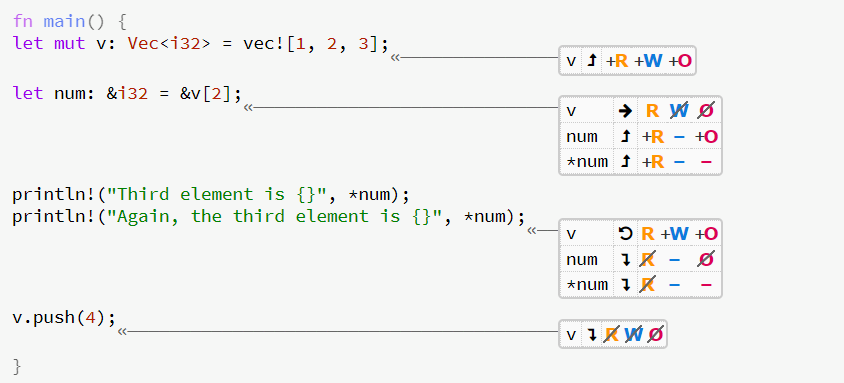 fn main() {
let mut v: Vec<i32> = vec![1, 2, 3];
« v ⮥ +R +W +O
let num: &i32 = &v[2];
« v → R W̸ O̸
num ⮥ +R - +O
*num ⮥ +R - -
println!("Third element is {}", *num);
println!("Again, the third element is {}", *num);
« v ↺ R +W +O
num ↴ R̸ - O̸
*num ↴ R̸ - -
v.push(4);
« v ↴ R̸ W̸ O̸
}